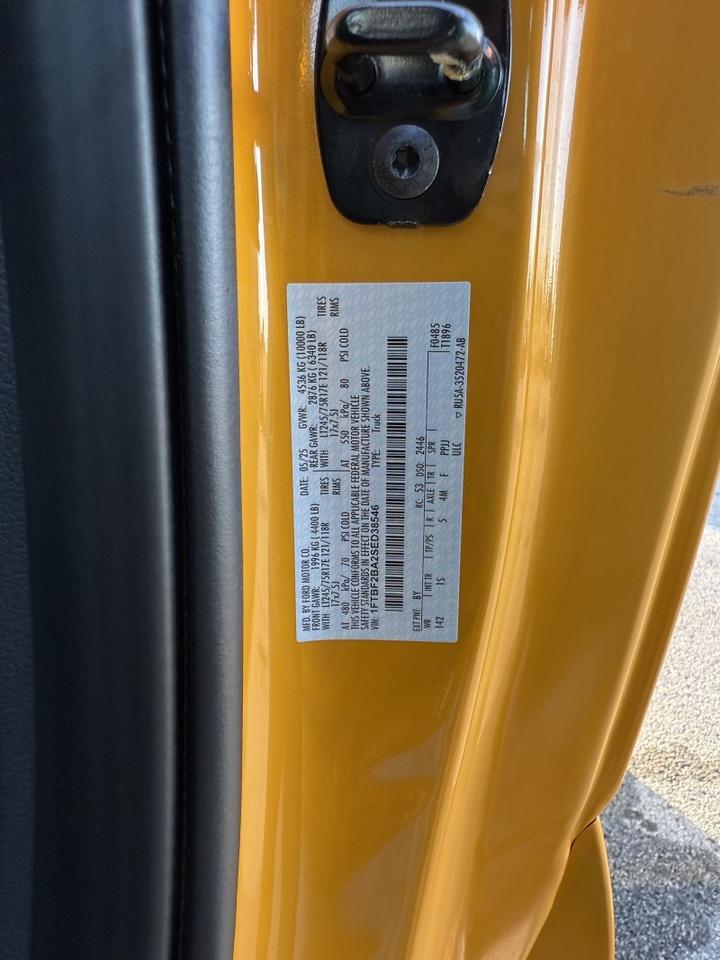 MFD. BY FORD MOTOR CO.
DATE: 05/25 GVWR: 4536 KG (10000 LB)
FRONT GAWR: 1996 KG (4400 LB) REAR GAWR: 2876 KG (6340 LB)
WITH LT245/75R17E 121/118R TIRES WITH LT245/75R17E 121/118R TIRES
17x7.5J RIMS 17x7.5J RIMS
AT 480 kPa/ 70 PSI COLD AT 550 kPa/ 80 PSI COLD
THIS VEHICLE CONFORMS TO ALL APPLICABLE FEDERAL MOTOR VEHICLE
SAFETY STANDARDS IN EFFECT ON THE DATE OF MANUFACTURE SHOWN ABOVE.
VIN: 1FTBF2BA2SED38546 TYPE: Truck
EXT PNT: BY RC: 53 DSO: 2446 F0485
WB | INT TR | TP/PS | R | AXLE | TR | SPR T1896
142 1S 5 4M F PPJJ
ULC ▽ RU5A-3520472-AB